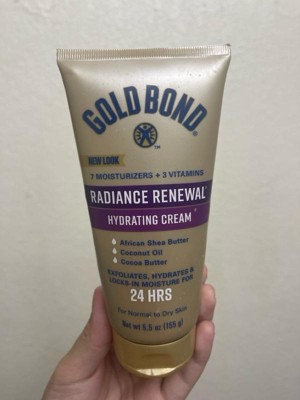 GOLD BOND
TM
NEW LOOK
7 MOISTURIZERS + 3 VITAMINS
RADIANCE RENEWAL
HYDRATING CREAM
African Shea Butter
Coconut Oil
Cocoa Butter
EXFOLIATES, HYDRATES &
LOCKS-IN MOISTURE FOR
24 HRS
For Normal to Dry Skin
Net wt 5.5 oz (155 g)